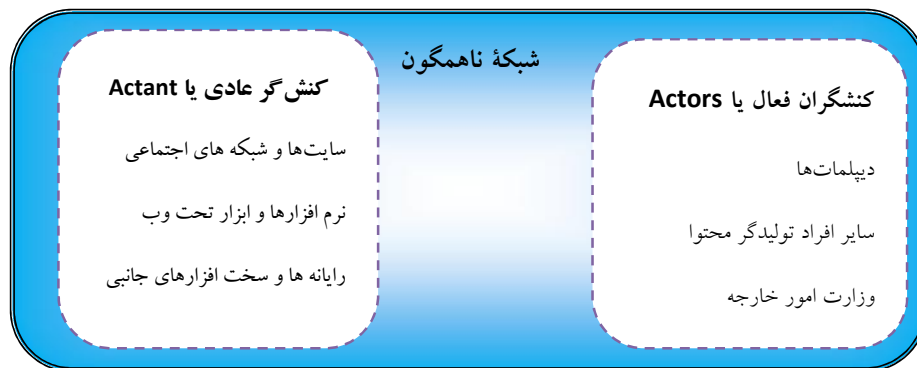 شبکۀ ناهمگون
کنشگران فعال یا Actors
دیپلمات‌ها
سایر افراد تولیدگر محتوا
وزارت امور خارجه
کنش‌گر عادی یا Actant
سایت‌ها و شبکه های اجتماعی
نرم افزارها و ابزار تحت وب
رایانه ها و سخت افزارهای جانبی